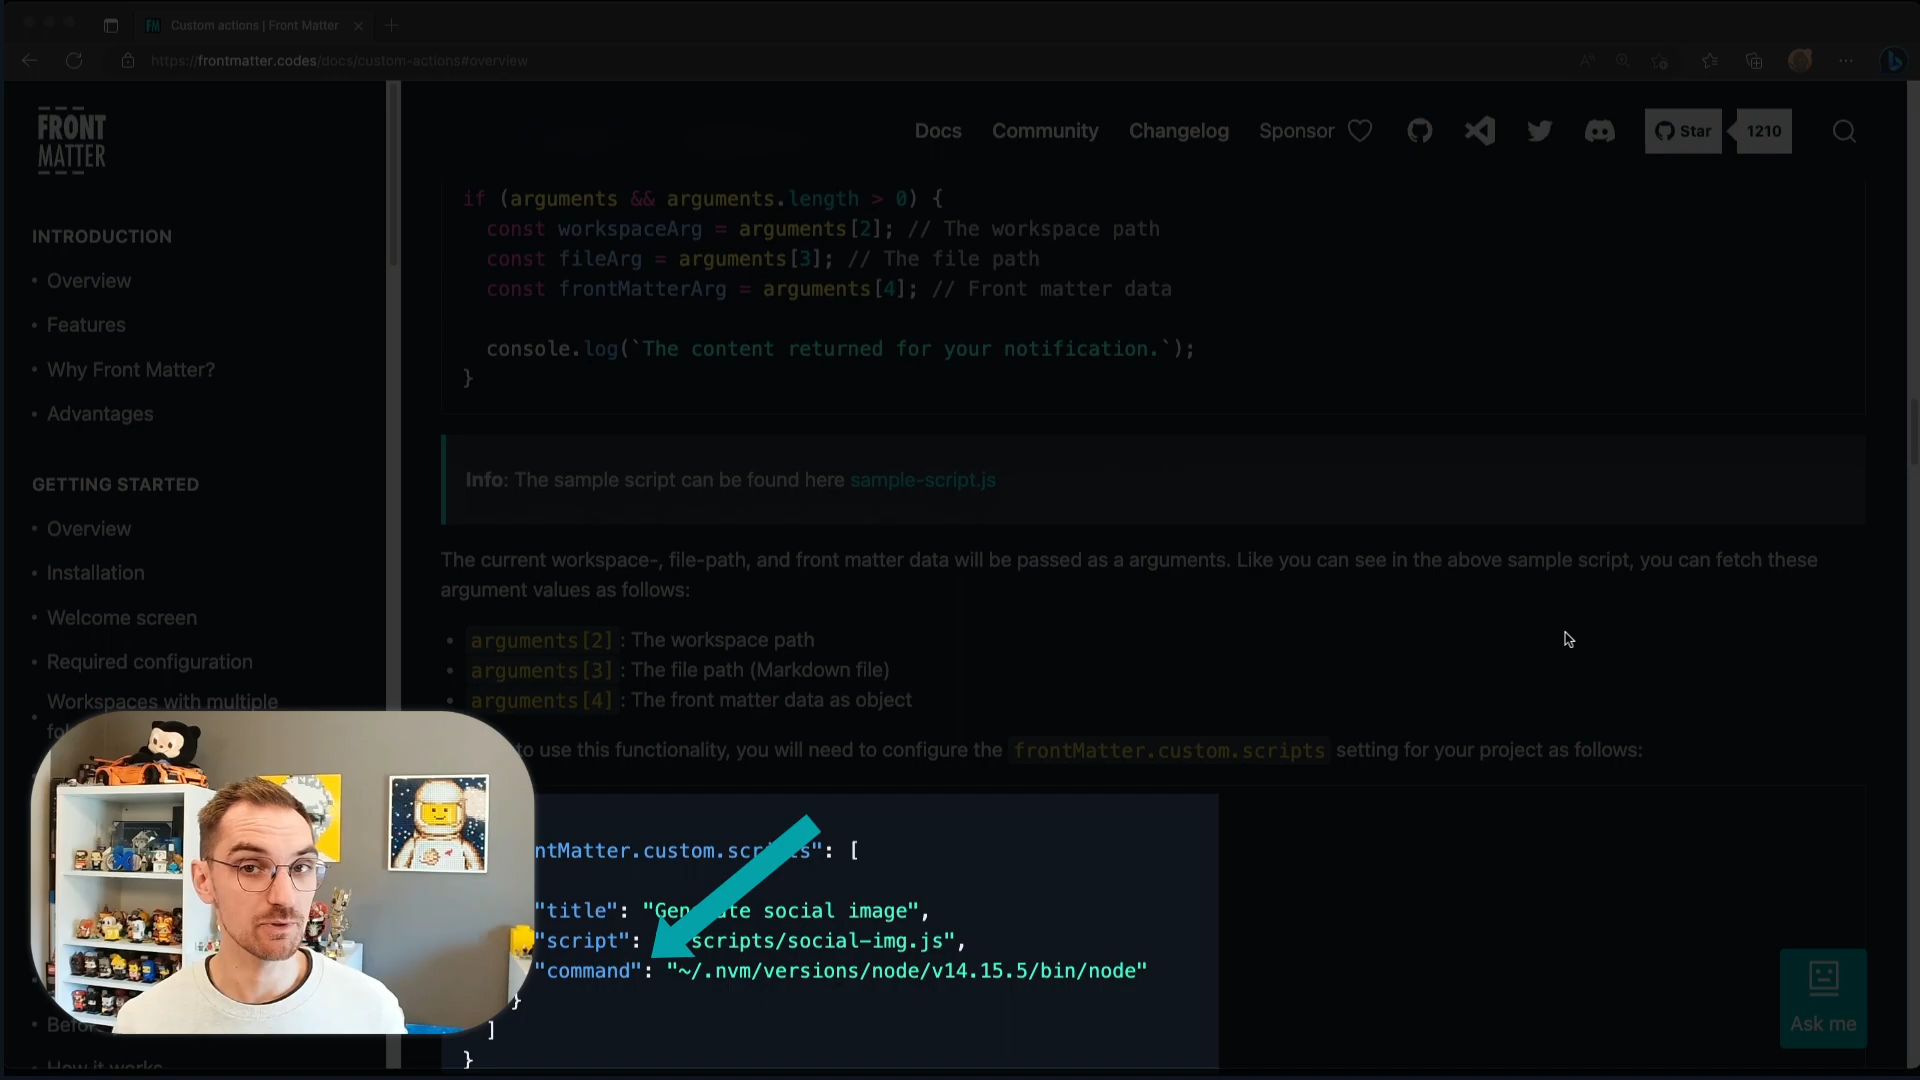 Custom actions | Front Matter
https://frontmatter.codes/docs/custom-actions#overview
FRONT
MATTER
Docs
Community
Changelog
Sponsor
Star
1210
INTRODUCTION
Overview
Features
Why Front Matter?
Advantages
GETTING STARTED
Overview
Installation
Welcome screen
Required configuration
Workspaces with multiple
How it works
if (arguments && arguments.length > 0) {
const workspaceArg = arguments[2]; // The workspace path
const fileArg = arguments[3]; // The file path
const frontMatterArg = arguments[4]; // Front matter data
console.log(`The content returned for your notification.`);
}
Info: The sample script can be found here sample-script.js
The current workspace-, file-path, and front matter data will be passed as a arguments. Like you can see in the above sample script, you can fetch these
argument values as follows:
arguments[2] : The workspace path
arguments[3] : The file path (Markdown file)
arguments[4] : The front matter data as object
to use this functionality, you will need to configure the frontMatter.custom.scripts setting for your project as follows:
ntMatter.custom.scripts": [
"title": "Generate social image",
"script": scripts/social-img.js",
"command": "~/.nvm/versions/node/v14.15.5/bin/node"
}
]
}
Ask me